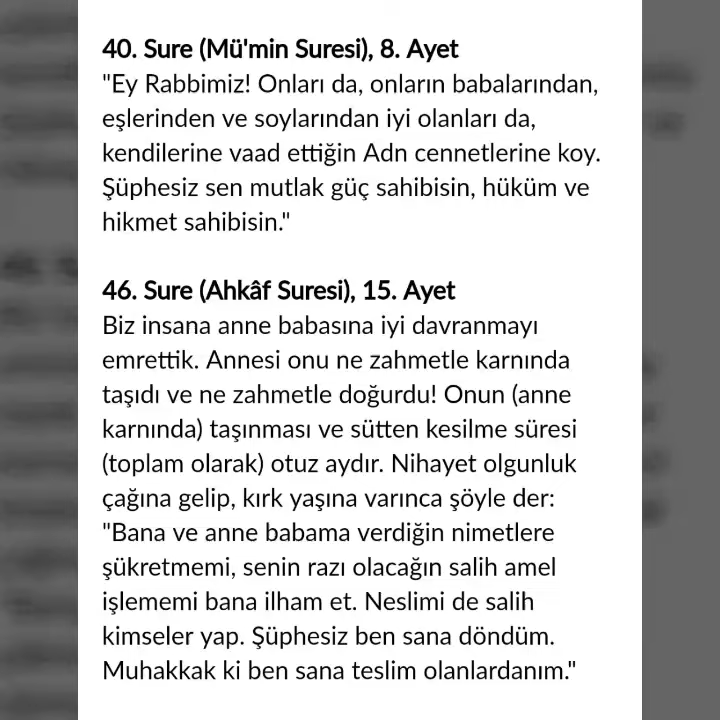 40. Sure (Mü'min Suresi), 8. Ayet
"Ey Rabbimiz! Onları da, onların babalarından,
eşlerinden ve soylarından iyi olanları da,
kendilerine vaad ettiğin Adn cennetlerine koy.
Şüphesiz sen mutlak güç sahibisin, hüküm ve
hikmet sahibisin."
46. Sure (Ahkâf Suresi), 15. Ayet
Biz insana anne babasına iyi davranmayı
emrettik. Annesi onu ne zahmetle karnında
taşıdı ve ne zahmetle doğurdu! Onun (anne
karnında) taşınması ve sütten kesilme süresi
(toplam olarak) otuz aydır. Nihayet olgunluk
çağına gelip, kırk yaşına varınca şöyle der:
"Bana ve anne babama verdiğin nimetlere
şükretmemi, senin razı olacağın salih amel
işlememi bana ilham et. Neslimi de salih
kimseler yap. Şüphesiz ben sana döndüm.
Muhakkak ki ben sana teslim olanlardanım."